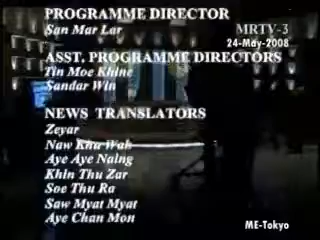 PROGRAMME DIRECTOR
San Mar Lar
MRTV-3
24-May-2008
ASST. PROGRAMME DIRECTORS
Tin Moe Khine
Sandar Win
NEWS TRANSLATORS
Zeyar
Naw Khu Wah
Aye Aye Naing
Khin Thu Zar
Soe Thu Ra
Saw Myat Myat
Aye Chan Mon
ME-Tokyo